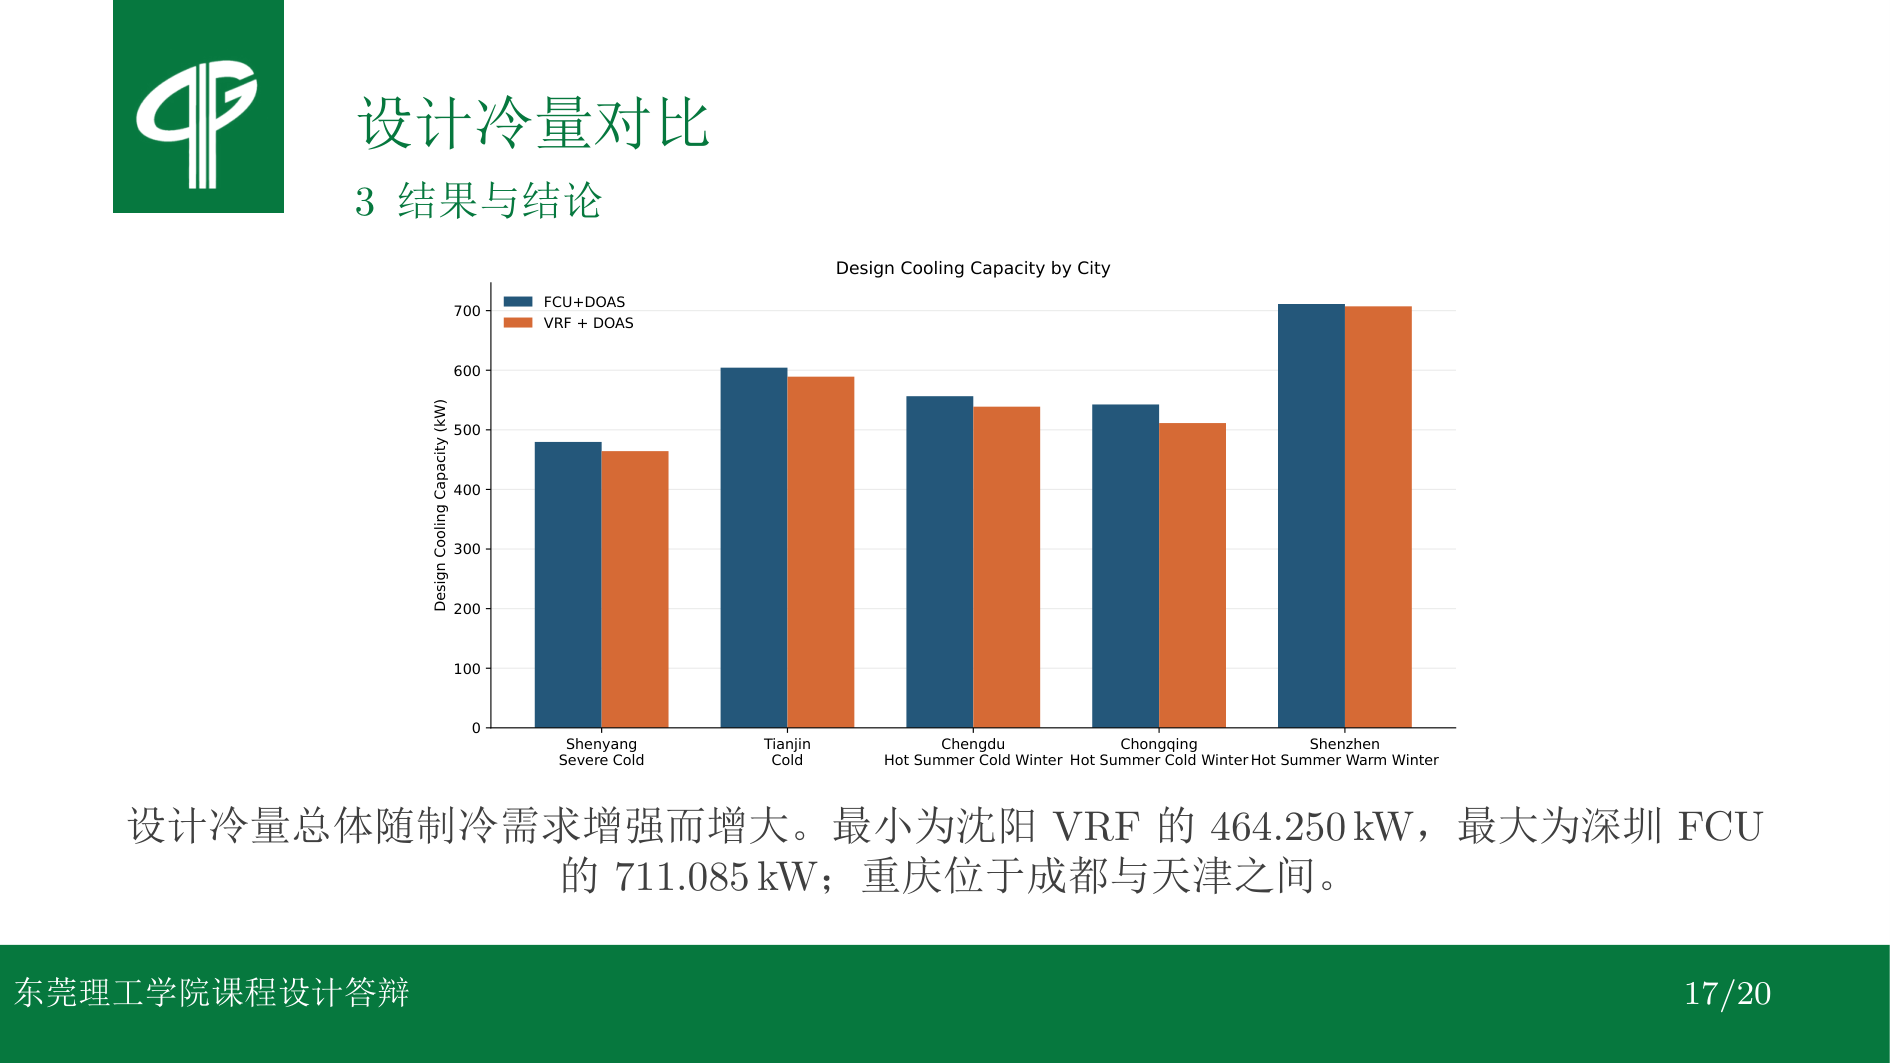 设计冷量对比
3 结果与结论
Design Cooling Capacity by City
FCU+DOAS
VRF + DOAS
Design Cooling Capacity (kW)
700
600
500
400
300
200
100
0
Shenyang
Severe Cold
Tianjin
Cold
Chengdu
Hot Summer Cold Winter
Chongqing
Hot Summer Cold Winter
Shenzhen
Hot Summer Warm Winter
设计冷量总体随制冷需求增强而增大。最小为沈阳 VRF 的 464.250 kW，最大为深圳 FCU
的 711.085 kW；重庆位于成都与天津之间。
东莞理工学院课程设计答辩
17/20